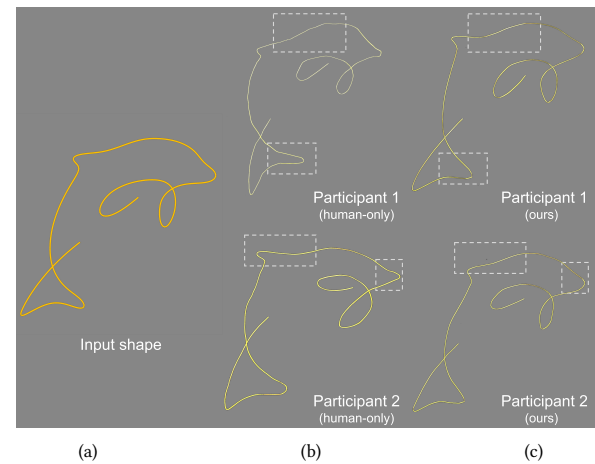 Participant 1
(human-only)
Participant 1
(ours)
Input shape
Participant 2
(human-only)
Participant 2
(ours)
(a)
(b)
(c)